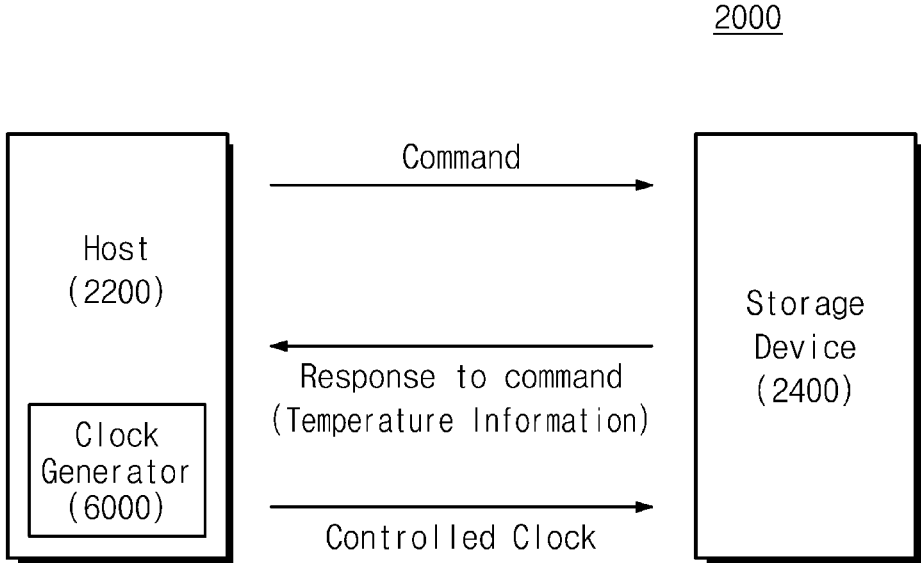 2000
Command
Host
(2200)
Storage
Device
(2400)
Response to command
(Temperature Information)
Clock
Generator
(6000)
Controlled Clock